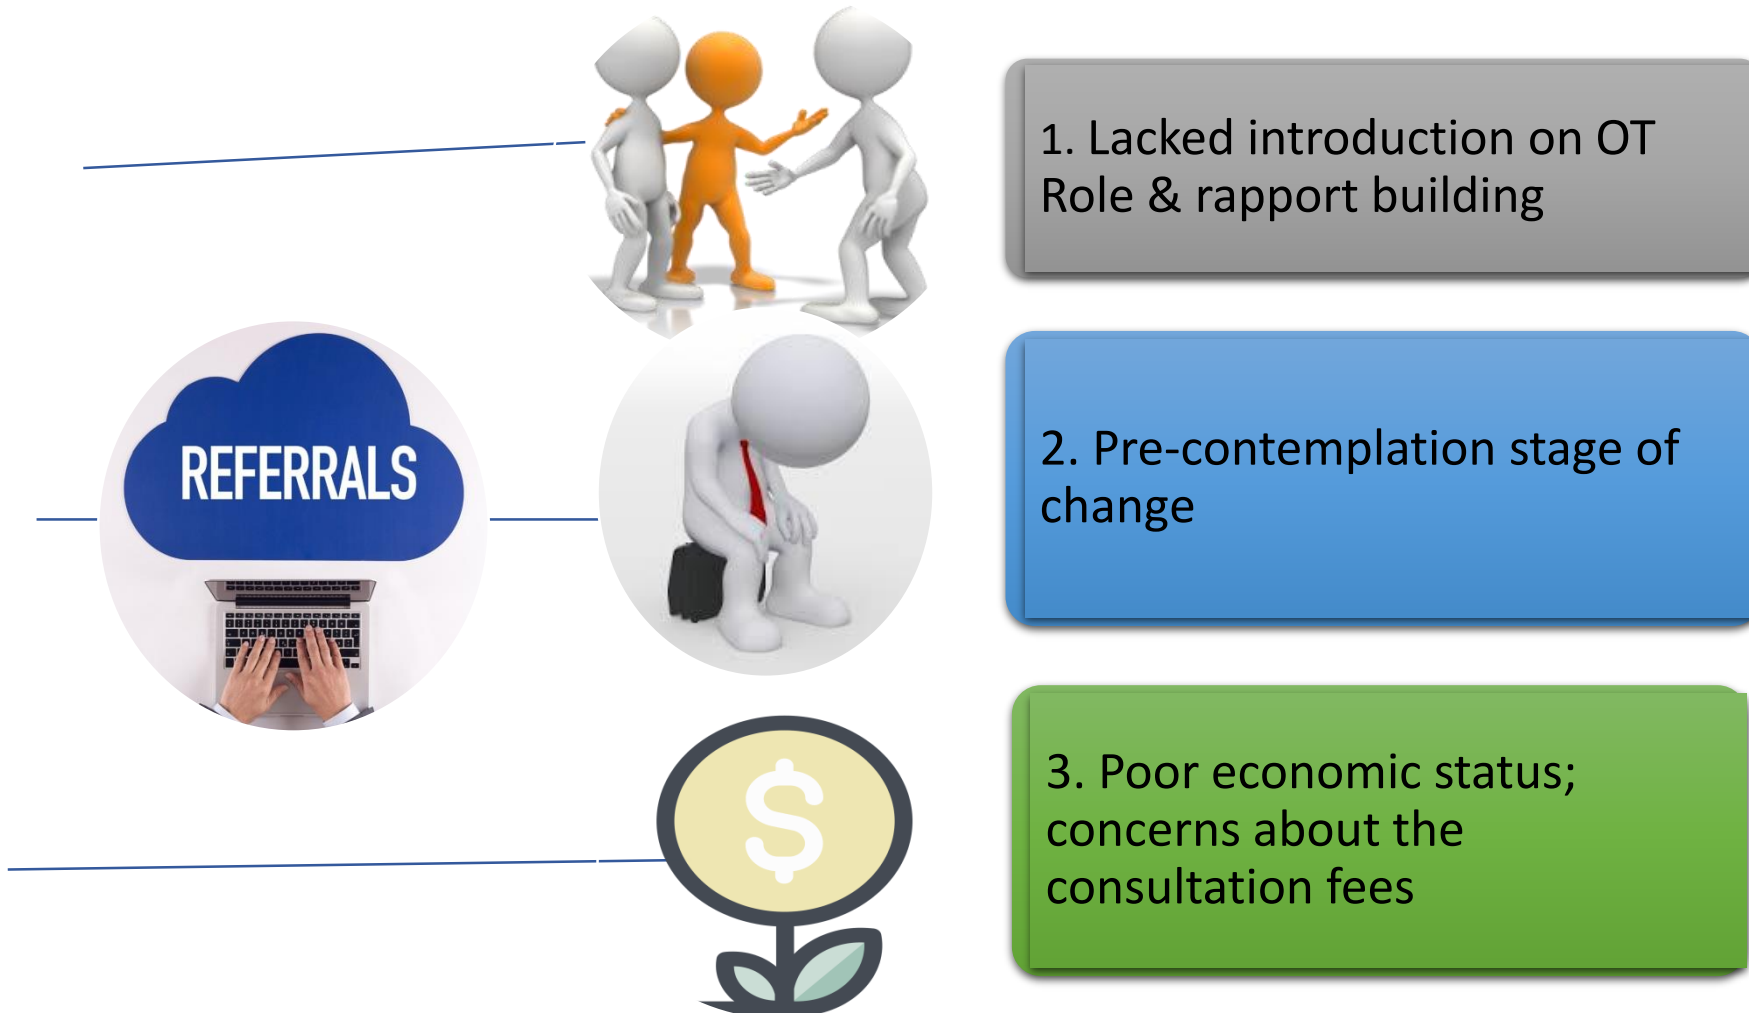 1. Lacked introduction on OT
Role & rapport building
REFERRALS
2. Pre-contemplation stage of
change
$
3. Poor economic status;
concerns about the
consultation fees